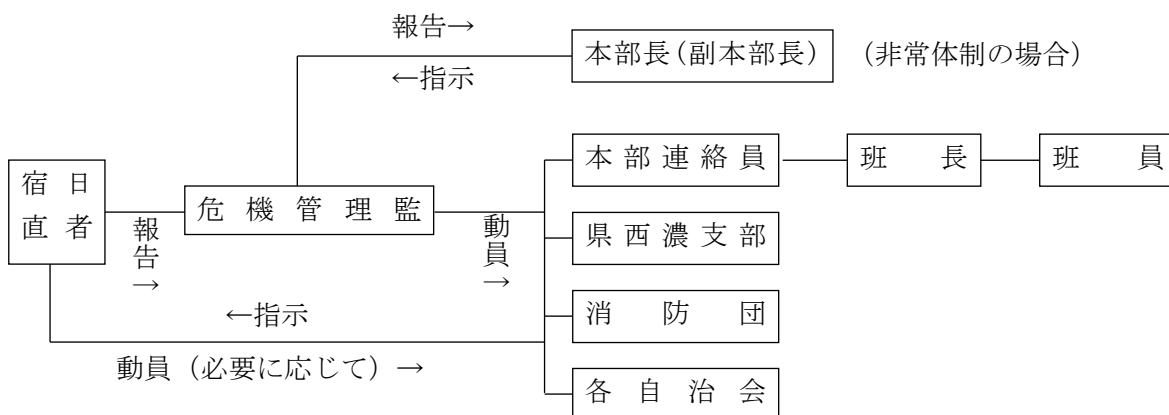 報告→
本部長(副本部長) (非常体制の場合)
←指示
本部連絡員
班長
班員
宿日
直者
危機管理監
報告→
動員→
県西濃支部
←指示
消防団
動員(必要に応じて)→
各自治会